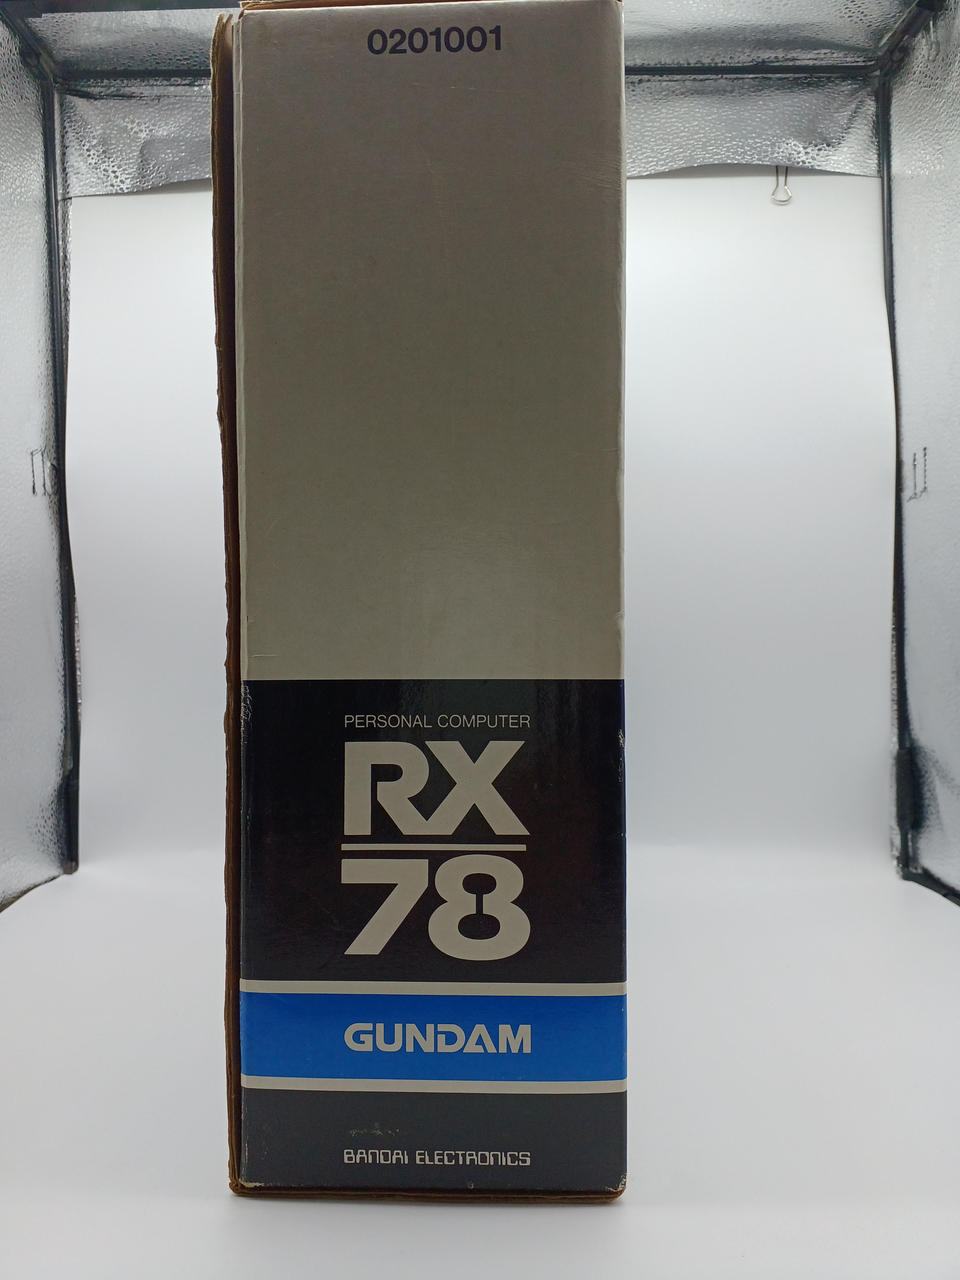 0201001
PERSONAL COMPUTER
RX
78
GUNDAM
BANDAI ELECTRONICS